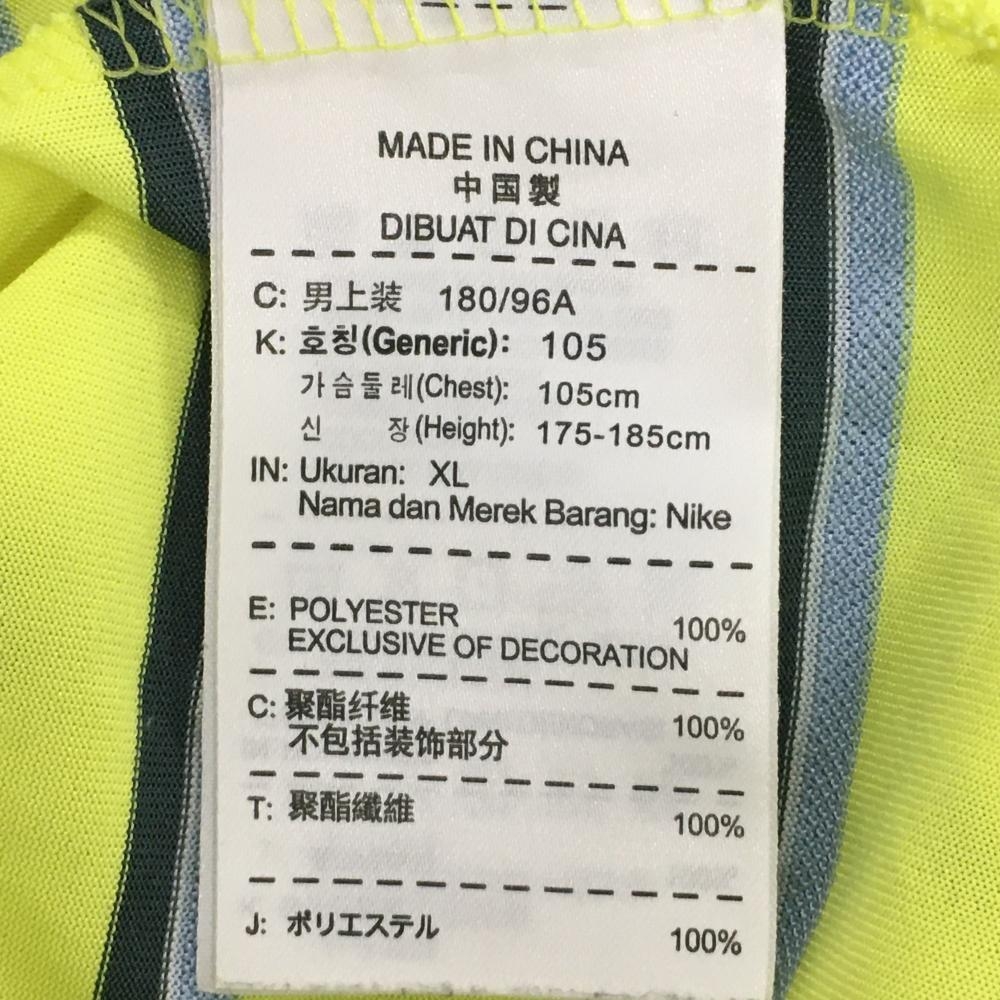 MADE IN CHINA
中国製
DIBUAT DI CINA
C: 男上装 180/96A
K: 호칭(Generic): 105
가슴둘레(Chest): 105cm
신 장(Height): 175-185cm
IN: Ukuran: XL
Nama dan Merek Barang: Nike
E: POLYESTER 100%
EXCLUSIVE OF DECORATION
C: 聚酯纤维 100%
不包括装饰部分
T: 聚酯纖維 100%
J: ポリエステル 100%